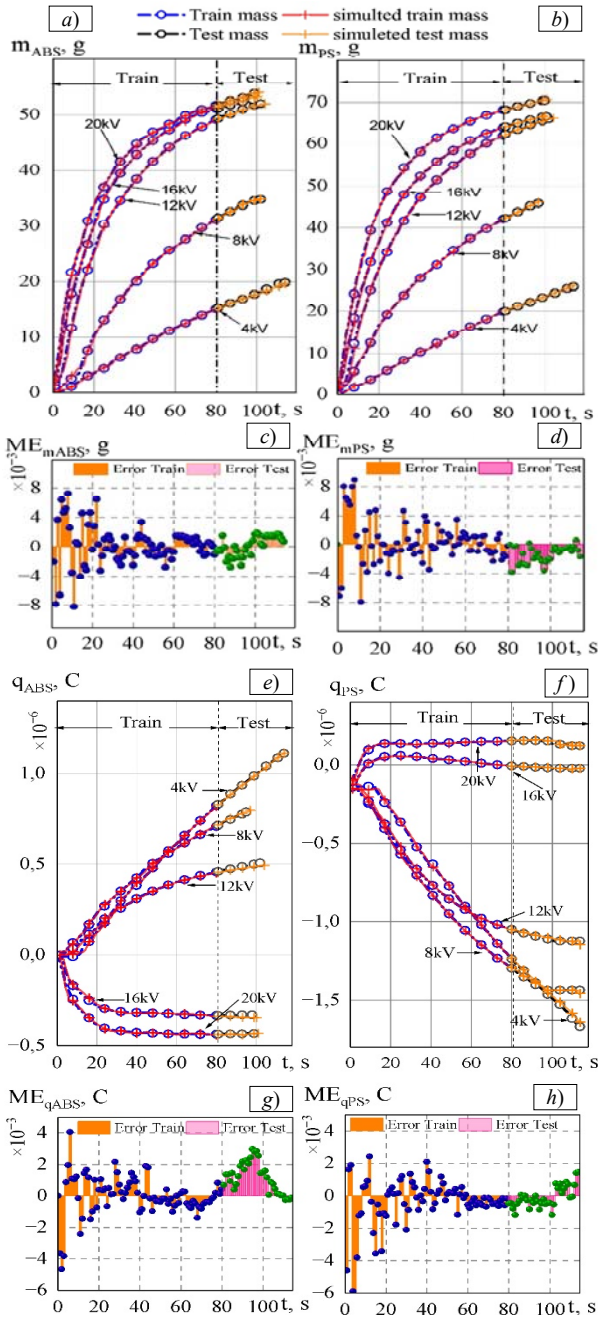 a) Train mass simulted train mass b)
Test mass simuleted test mass
m_ABS, g m_PS, g
Train Test Train Test
50 40 30 20 10 0
70 60 50 40 30 20 10 0
20kV 16kV 12kV 8kV 4kV
20kV 16kV 12kV 8kV 4kV
0 20 40 60 80 100 t, s 0 20 40 60 80 100 t, s
ME_mABS, g c) ME_mPS, g d)
×10⁻³ Error Train Error Test ×10⁻³ Error Train Error Test
8 4 0 −4 −8 8 4 0 −4 −8
0 20 40 60 80 100 t, s 0 20 40 60 80 100 t, s
q_ABS, C e) q_PS, C f)
×10⁻⁶ Train Test ×10⁻⁶ Train Test
1,0 0,5 0,0 −0,5
0,0 −0,5 −1,0 −1,5
4kV 8kV 12kV 16kV 20kV
20kV 16kV 12kV 8kV 4kV
0 20 40 60 80 100 t, s 0 20 40 60 80 100 t, s
ME_qABS, C g) ME_qPS, C h)
×10⁻³ Error Train Error Test ×10⁻³ Error Train Error Test
4 2 0 −2 −4 −6 4 2 0 −2 −4 −6
0 20 40 60 80 100 t, s 0 20 40 60 80 100 t, s